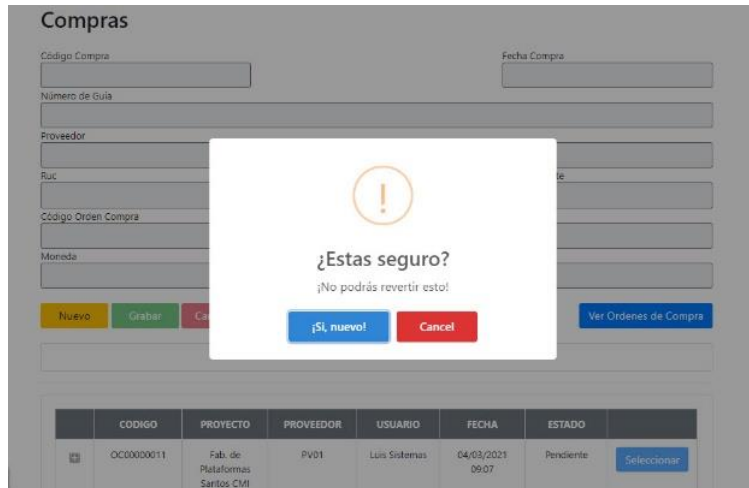 Compras
Código Compra Fecha Compra
Número de Guía
Proveedor
Ruc te
Código Orden Compra
Moneda
¿Estas seguro?
¡No podrás revertir esto!
¡Si, nuevo! Cancel
Nuevo Grabar Ca Ver Ordenes de Compra
CODIGO PROYECTO PROVEEDOR USUARIO FECHA ESTADO
OC00000011 Fab. de PV01 Luis Sistemas 04/03/2021 Pendiente Seleccionar
Plataformas 09:07
Santos CMI